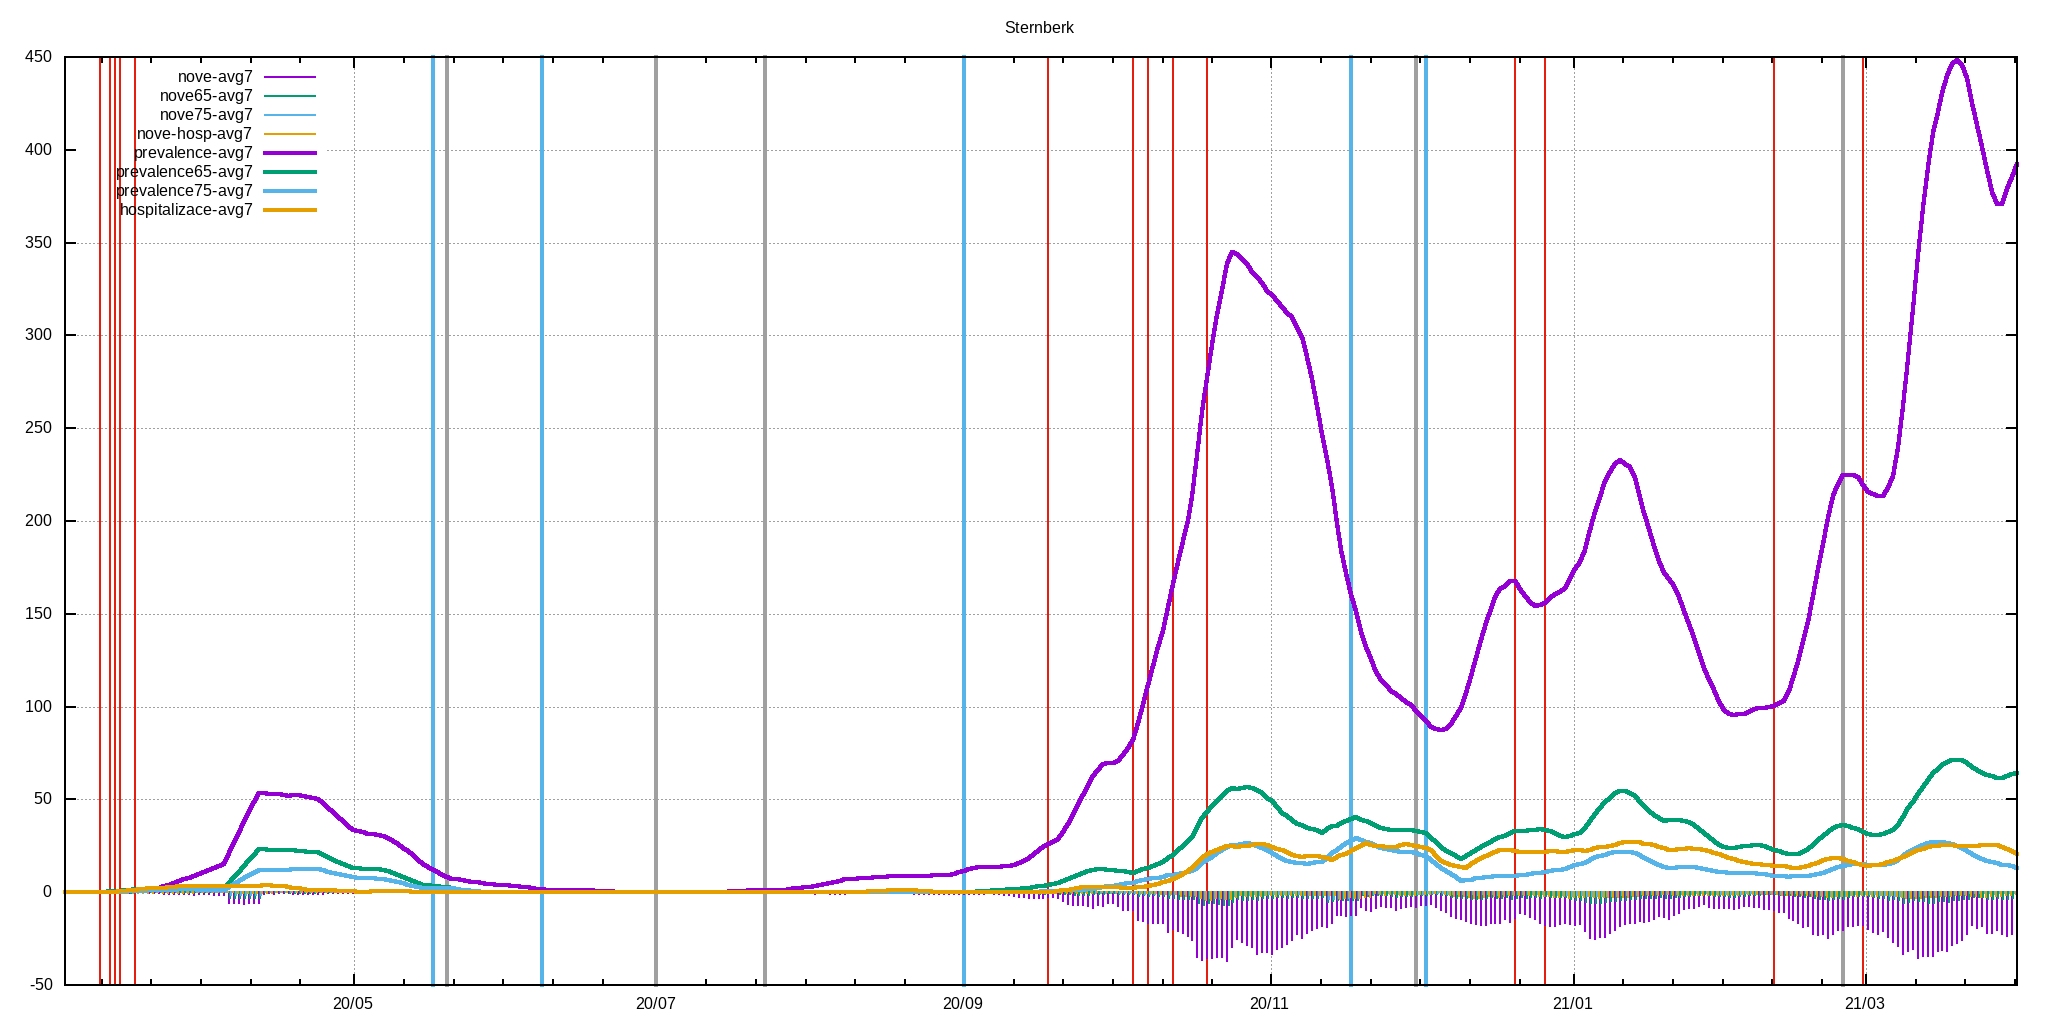 Sternberk
450
400
350
300
250
200
150
100
50
0
-50
nove-avg7
nove65-avg7
nove75-avg7
nove-hosp-avg7
prevalence-avg7
prevalence65-avg7
prevalence75-avg7
hospitalizace-avg7
20/05 20/07 20/09 20/11 21/01 21/03